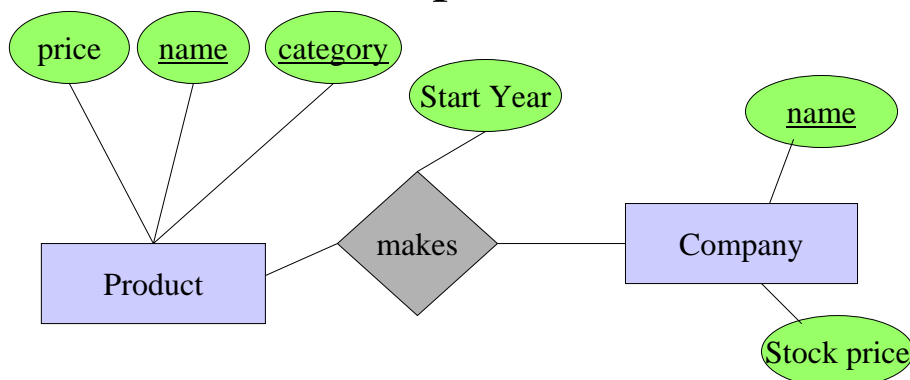 price
name
category
Start Year
name
makes
Company
Product
Stock price